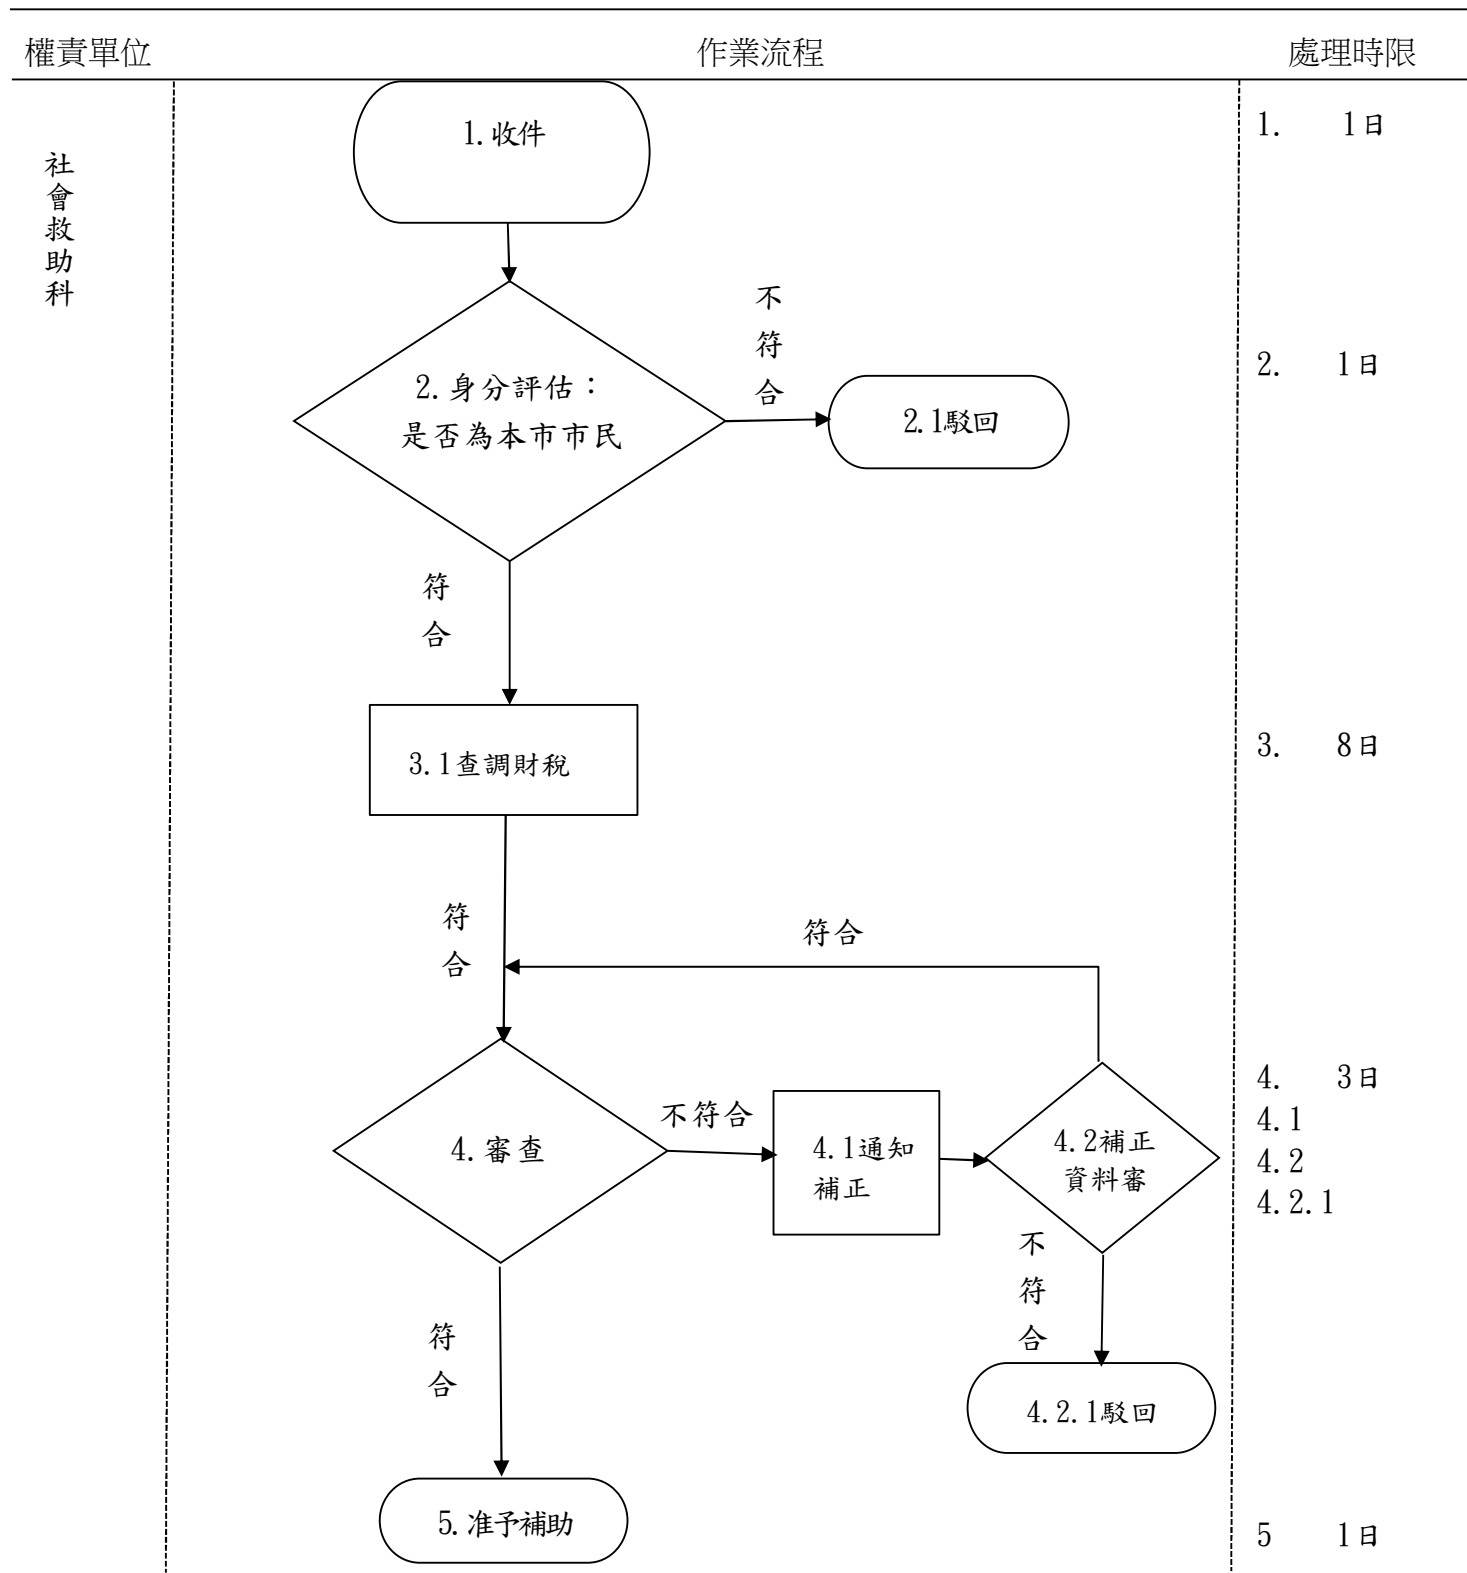 權責單位
作業流程
處理時限
社會救助科
1.收件
1. 1日
不符合
2.身分評估：
是否為本市市民
2.1駁回
2. 1日
符合
3.1查調財稅
3. 8日
符合
符合
4.審查
不符合
4.1通知
補正
4.2補正
資料審
4. 3日
4.1
4.2
4.2.1
不符合
符合
4.2.1駁回
5.准予補助
5 1日